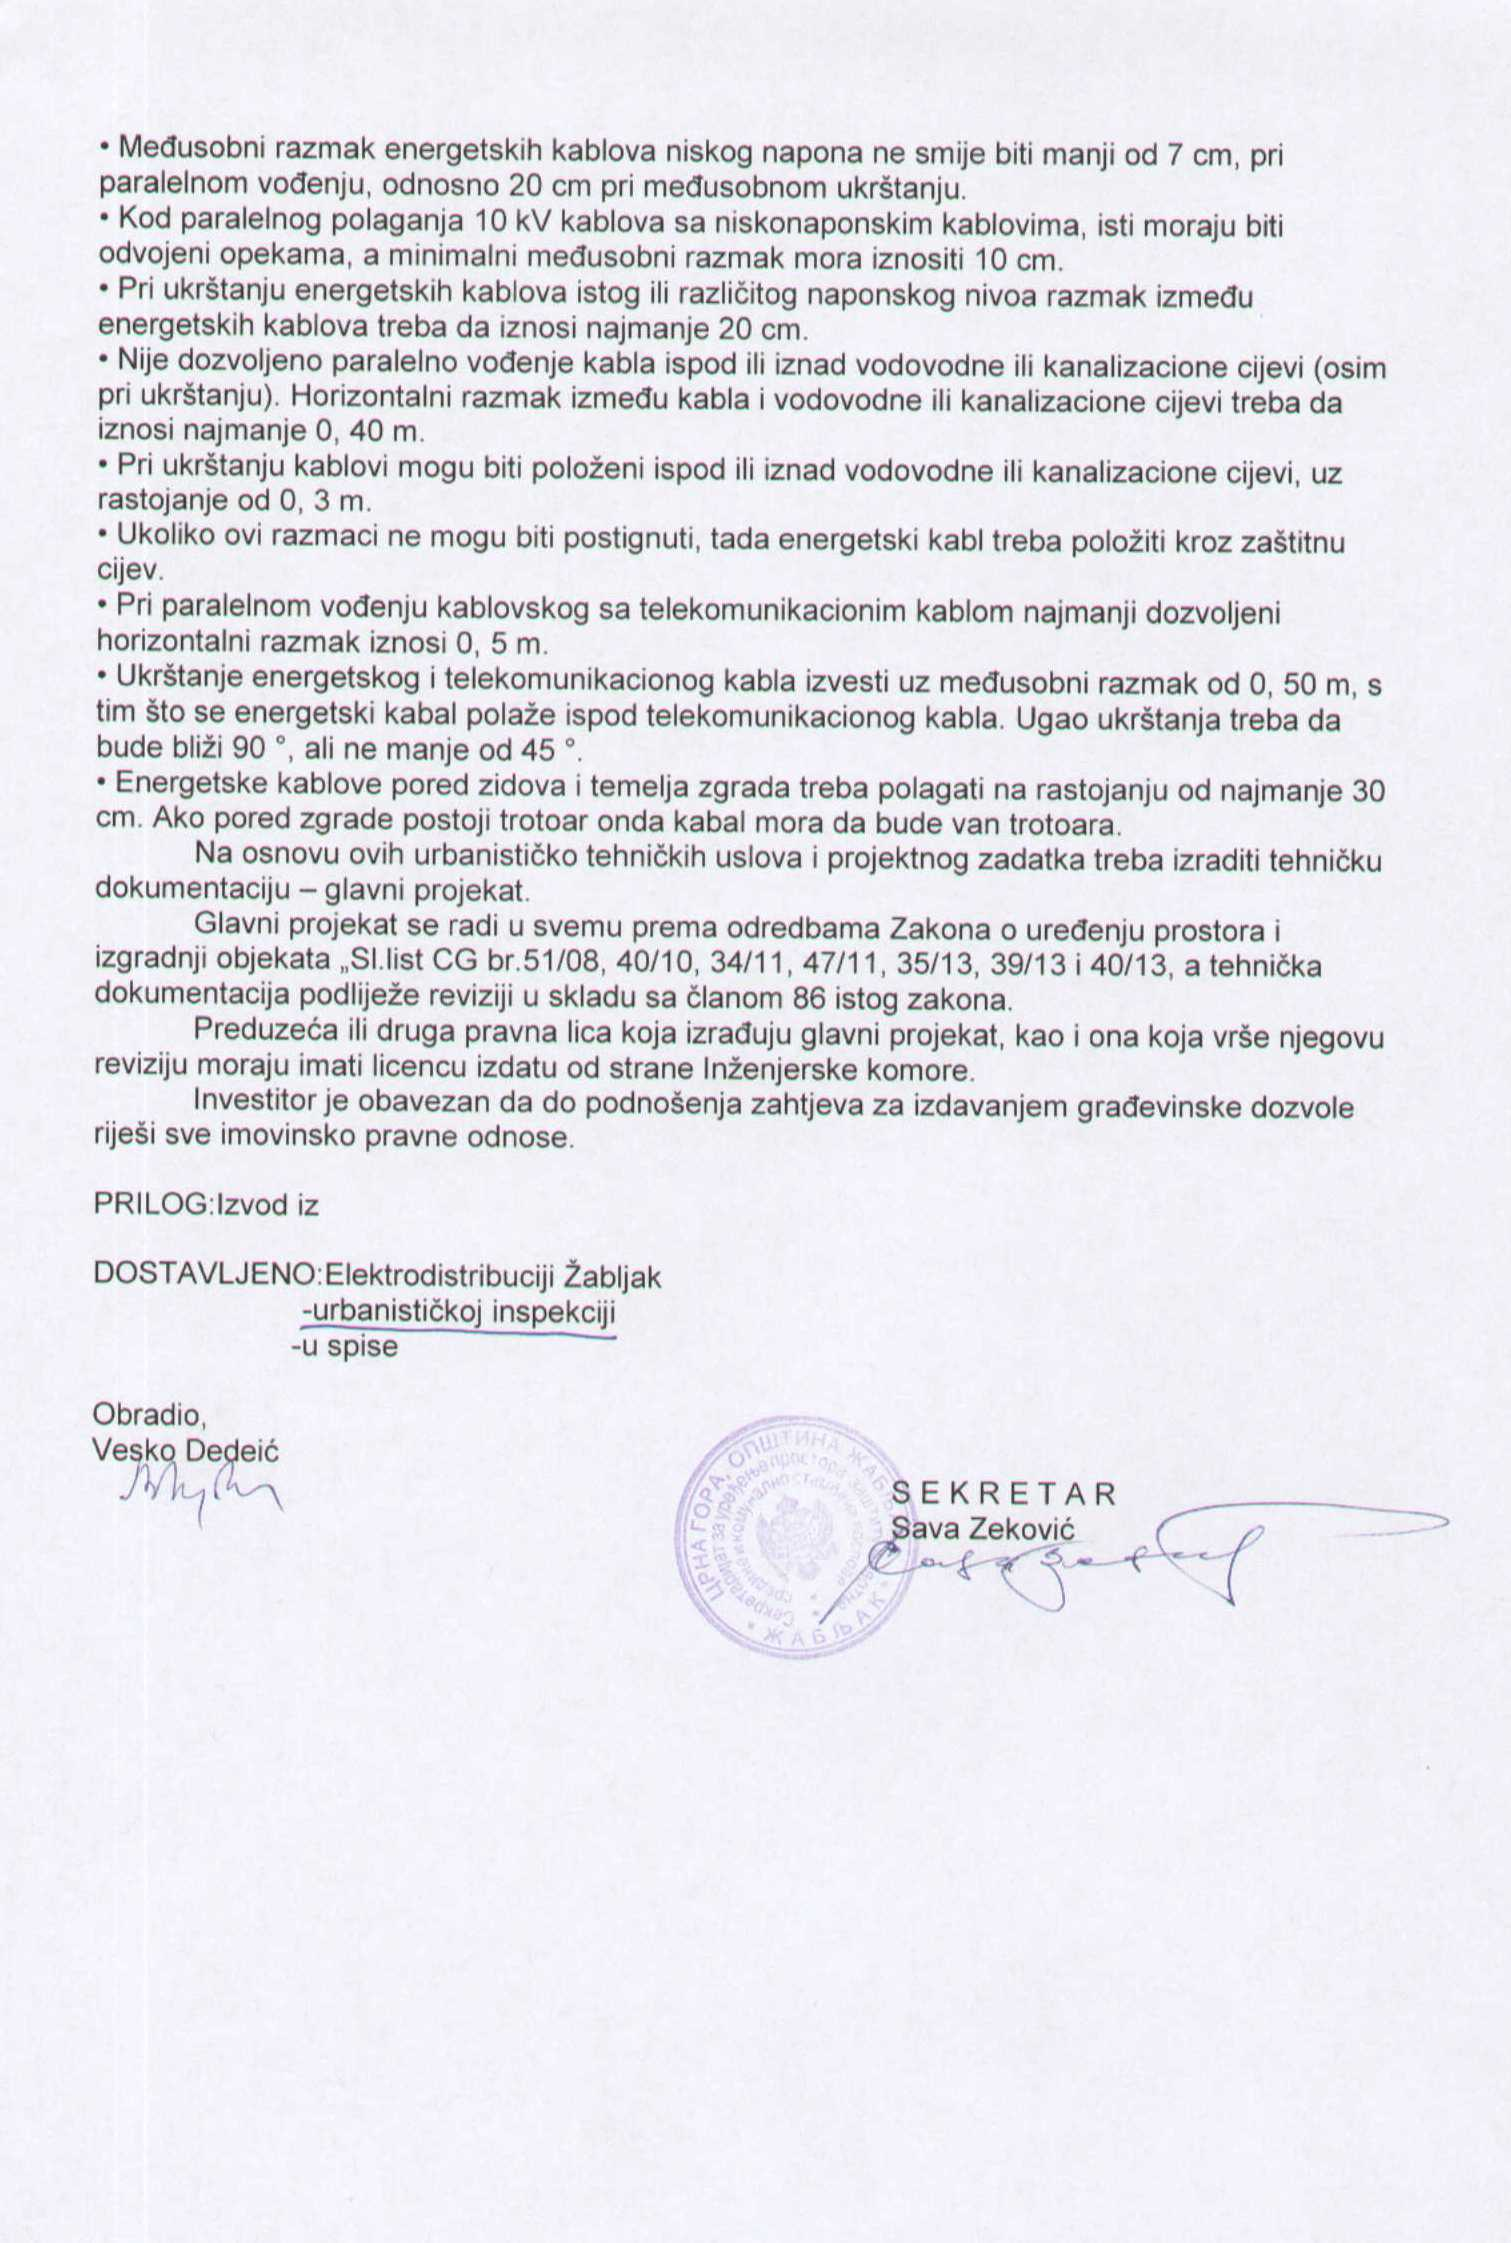 • Međusobni razmak energetskih kablova niskog napona ne smije biti manji od 7 cm, pri
paralelnom vođenju, odnosno 20 cm pri međusobnom ukrštanju.
• Kod paralelnog polaganja 10 kV kablova sa niskonaponskim kablovima, isti moraju biti
odvojeni opekama, a minimalni međusobni razmak mora iznositi 10 cm.
• Pri ukrštanju energetskih kablova istog ili različitog naponskog nivoa razmak između
energetskih kablova treba da iznosi najmanje 20 cm.
• Nije dozvoljeno paralelno vođenje kabla ispod ili iznad vodovodne ili kanalizacione cijevi (osim
pri ukrštanju). Horizontalni razmak između kabla i vodovodne ili kanalizacione cijevi treba da
iznosi najmanje 0, 40 m.
• Pri ukrštanju kablovi mogu biti položeni ispod ili iznad vodovodne ili kanalizacione cijevi, uz
rastojanje od 0, 3 m.
• Ukoliko ovi razmaci ne mogu biti postignuti, tada energetski kabl treba položiti kroz zaštitnu
cijev.
• Pri paralelnom vođenju kablovskog sa telekomunikacionim kablom najmanji dozvoljeni
horizontalni razmak iznosi 0, 5 m.
• Ukrštanje energetskog i telekomunikacionog kabla izvesti uz međusobni razmak od 0, 50 m, s
tim što se energetski kabal polaže ispod telekomunikacionog kabla. Ugao ukrštanja treba da
bude bliži 90 °, ali ne manje od 45 °.
• Energetske kablove pored zidova i temelja zgrada treba polagati na rastojanju od najmanje 30
cm. Ako pored zgrade postoji trotoar onda kabal mora da bude van trotoara.
Na osnovu ovih urbanističko tehničkih uslova i projektnog zadatka treba izraditi tehničku
dokumentaciju – glavni projekat.
Glavni projekat se radi u svemu prema odredbama Zakona o uređenju prostora i
izgradnji objekata „Sl.list CG br.51/08, 40/10, 34/11, 47/11, 35/13, 39/13 i 40/13, a tehnička
dokumentacija podliježe reviziji u skladu sa članom 86 istog zakona.
Preduzeća ili druga pravna lica koja izrađuju glavni projekat, kao i ona koja vrše njegovu
reviziju moraju imati licencu izdatu od strane Inženjerske komore.
Investitor je obavezan da do podnošenja zahtjeva za izdavanjem građevinske dozvole
riješi sve imovinsko pravne odnose.
PRILOG:Izvod iz
DOSTAVLJENO:Elektrodistribuciji Žabljak
-urbanističkoj inspekciji
-u spise
Obradio,
Vesko Dedeić
S E K R E T A R
Sava Zeković
ЦРНА ГОРА, ОПШТИНА ЖАБЉАК
Секретаријат за уређење простора
ЖАБЉАК